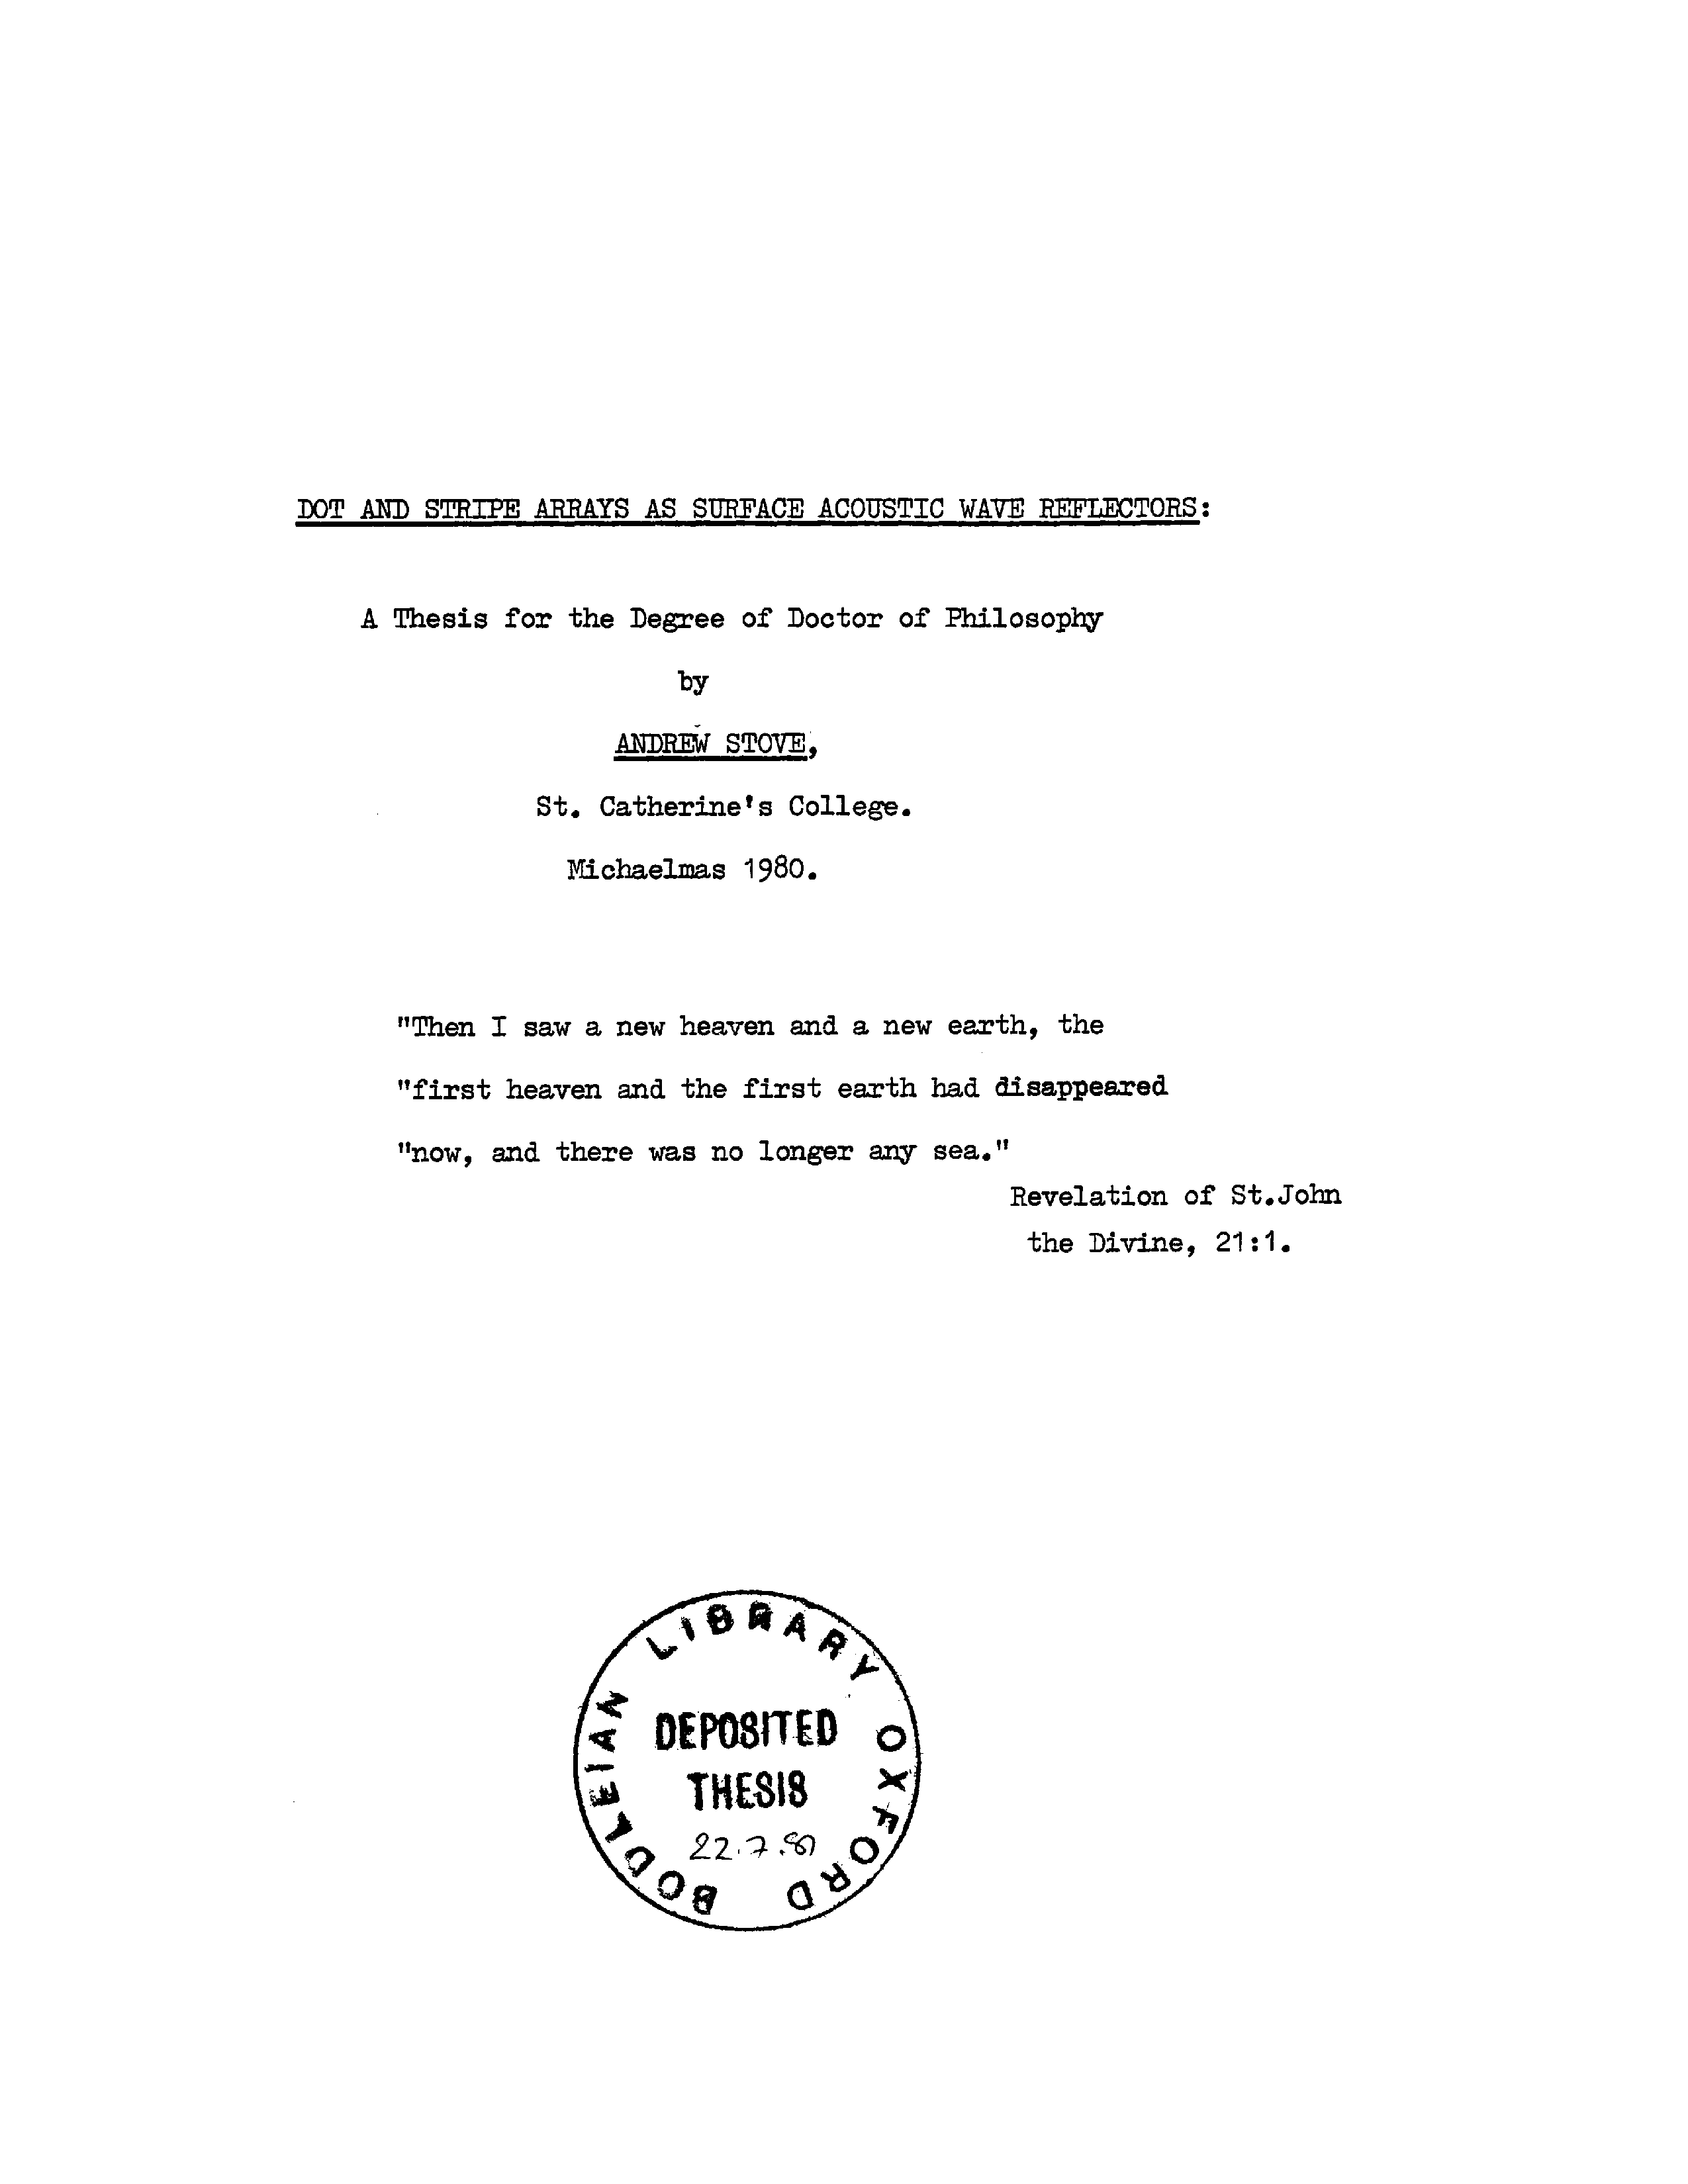 DOT AND STRIPE ARRAYS AS SURFACE ACOUSTIC WAVE REFLECTORS:
A Thesis for the Degree of Doctor of Philosophy
by
ANDREW STOVE,
St. Catherine's College.
Michaelmas 1980.
"Then I saw a new heaven and a new earth, the
"first heaven and the first earth had disappeared
"now, and there was no longer any sea."
Revelation of St.John
the Divine, 21:1.
BODLEIAN LIBRARY OXFORD
DEPOSITED
THESIS
22.7.